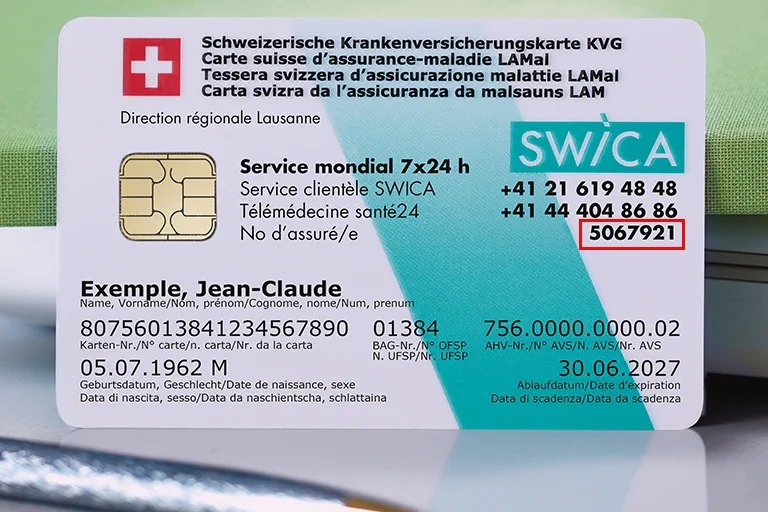 Schweizerische Krankenversicherungskarte KVG
Carte suisse d'assurance-maladie LAMal
Tessera svizzera d'assicurazione malattie LAMal
Carta svizra da l'assicuranza da malsauns LAM
Direction régionale Lausanne
SWiCA
Service mondial 7x24 h
Service clientèle SWICA +41 21 619 48 48
Télémédecine santé24 +41 44 404 86 86
No d'assuré/e 5067921
Exemple, Jean-Claude
Name, Vorname/Nom, prénom/Cognome, nome/Num, prenum
80756013841234567890 01384 756.0000.0000.02
Karten-Nr./N° carte/n. carta/Nr. da la carta BAG-Nr./N° OFSP AHV-Nr./N° AVS/N. AVS/Nr. AVS
N. UFSP/Nr. UFSP
05.07.1962 M 30.06.2027
Geburtsdatum, Geschlecht/Date de naissance, sexe Ablaufdatum/Date d'expiration
Data di nascita, sesso/Data da naschientscha, schlattaina Data di scadenza/Data da scadenza